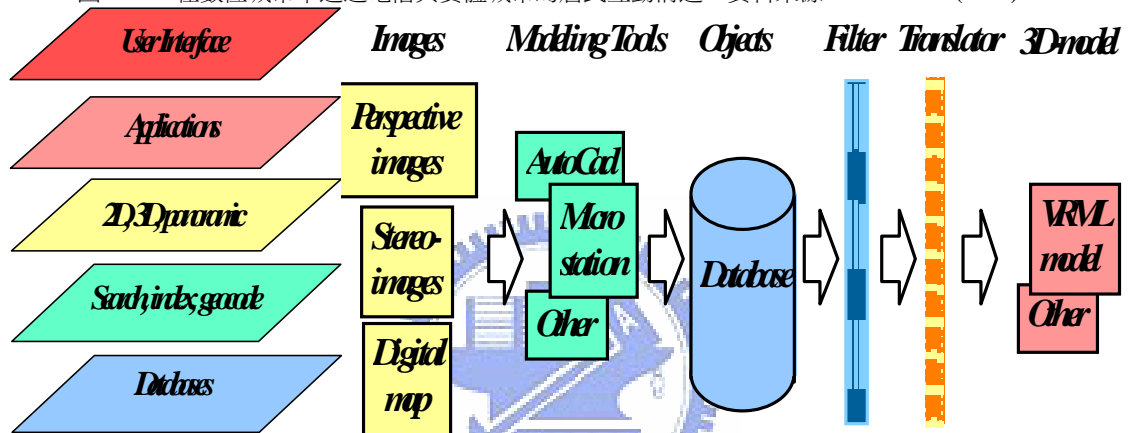 User Interface
Applications
2D, 3D, panoramic
Search, index, geocode
Databases
Images
Perspective
images
Stereo-
images
Digital
map
Modeling Tools
AutoCad
Micro
station
Other
Objects
Database
Filter
Translator
3D-model
VRML
model
Other